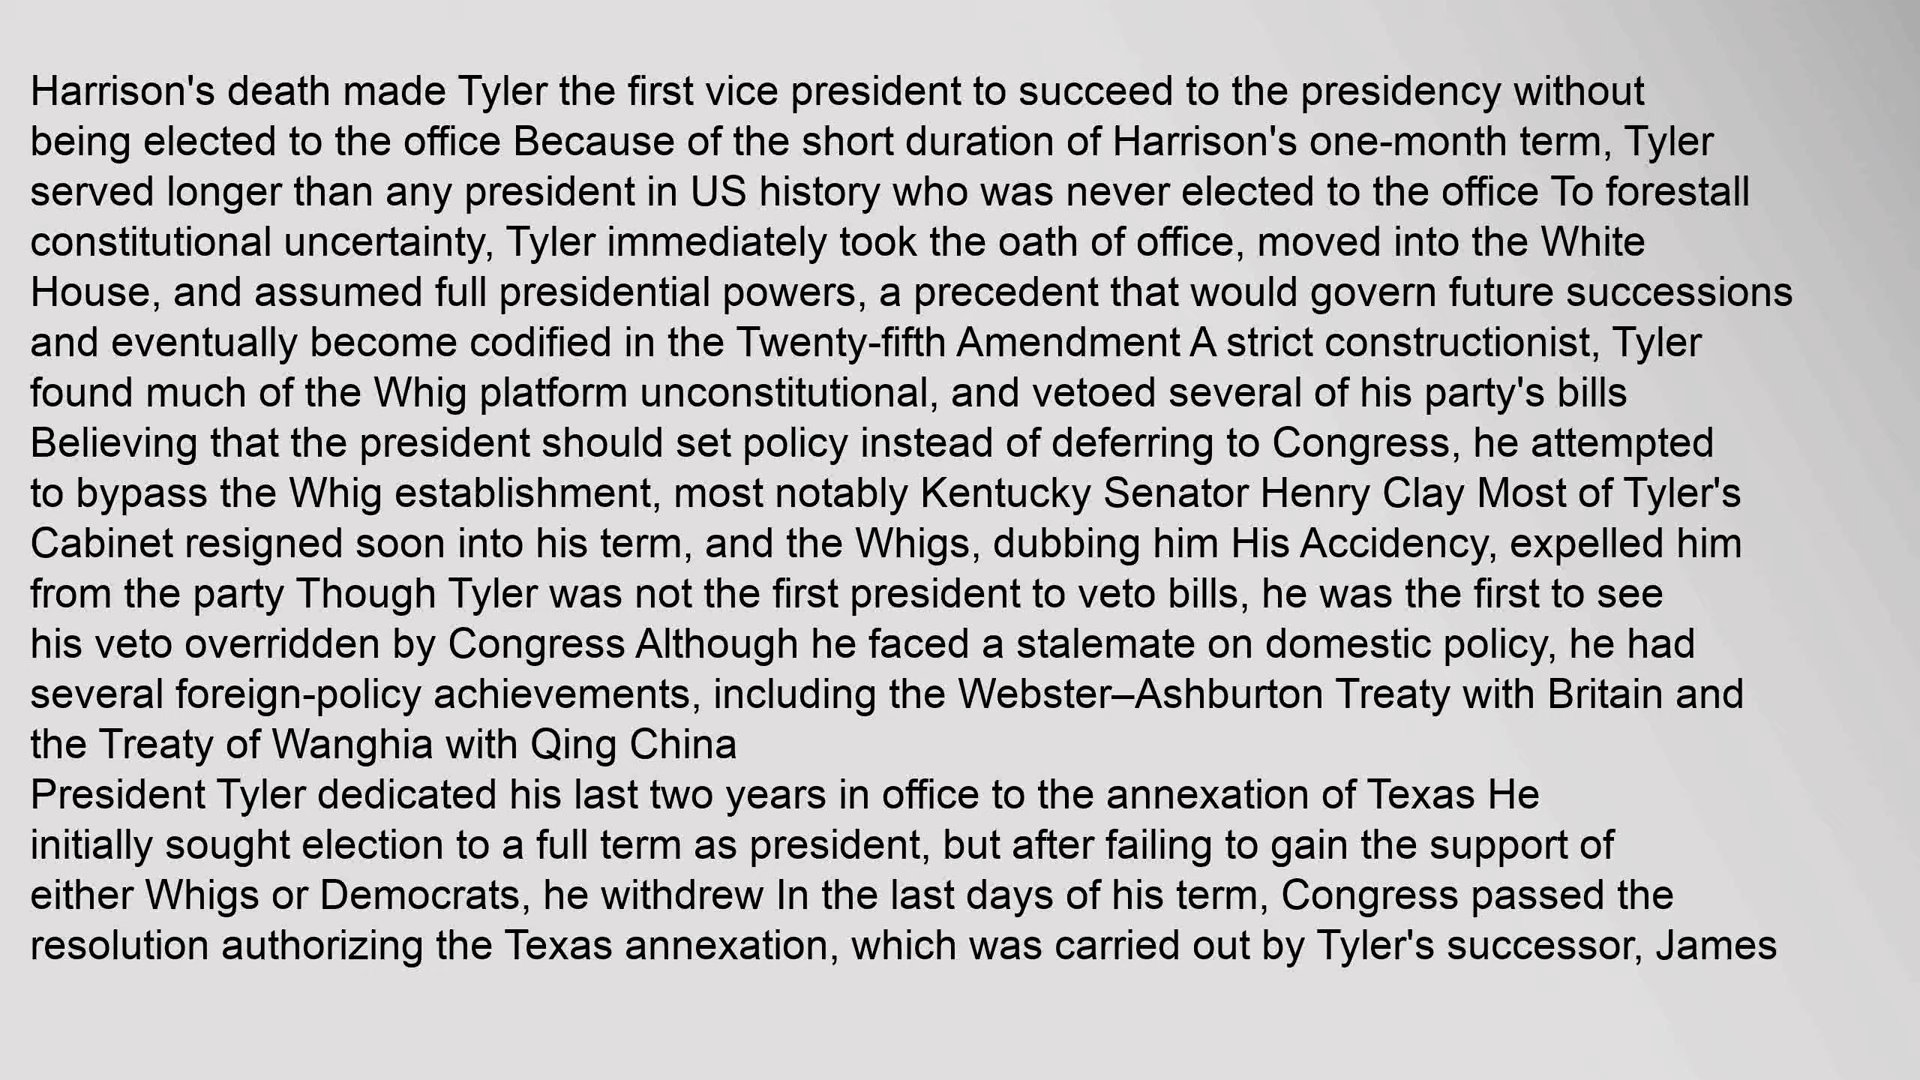 Harrison's death made Tyler the first vice president to succeed to the presidency without
being elected to the office Because of the short duration of Harrison's one-month term, Tyler
served longer than any president in US history who was never elected to the office To forestall
constitutional uncertainty, Tyler immediately took the oath of office, moved into the White
House, and assumed full presidential powers, a precedent that would govern future successions
and eventually become codified in the Twenty-fifth Amendment A strict constructionist, Tyler
found much of the Whig platform unconstitutional, and vetoed several of his party's bills
Believing that the president should set policy instead of deferring to Congress, he attempted
to bypass the Whig establishment, most notably Kentucky Senator Henry Clay Most of Tyler's
Cabinet resigned soon into his term, and the Whigs, dubbing him His Accidency, expelled him
from the party Though Tyler was not the first president to veto bills, he was the first to see
his veto overridden by Congress Although he faced a stalemate on domestic policy, he had
several foreign-policy achievements, including the Webster–Ashburton Treaty with Britain and
the Treaty of Wanghia with Qing China
President Tyler dedicated his last two years in office to the annexation of Texas He
initially sought election to a full term as president, but after failing to gain the support of
either Whigs or Democrats, he withdrew In the last days of his term, Congress passed the
resolution authorizing the Texas annexation, which was carried out by Tyler's successor, James